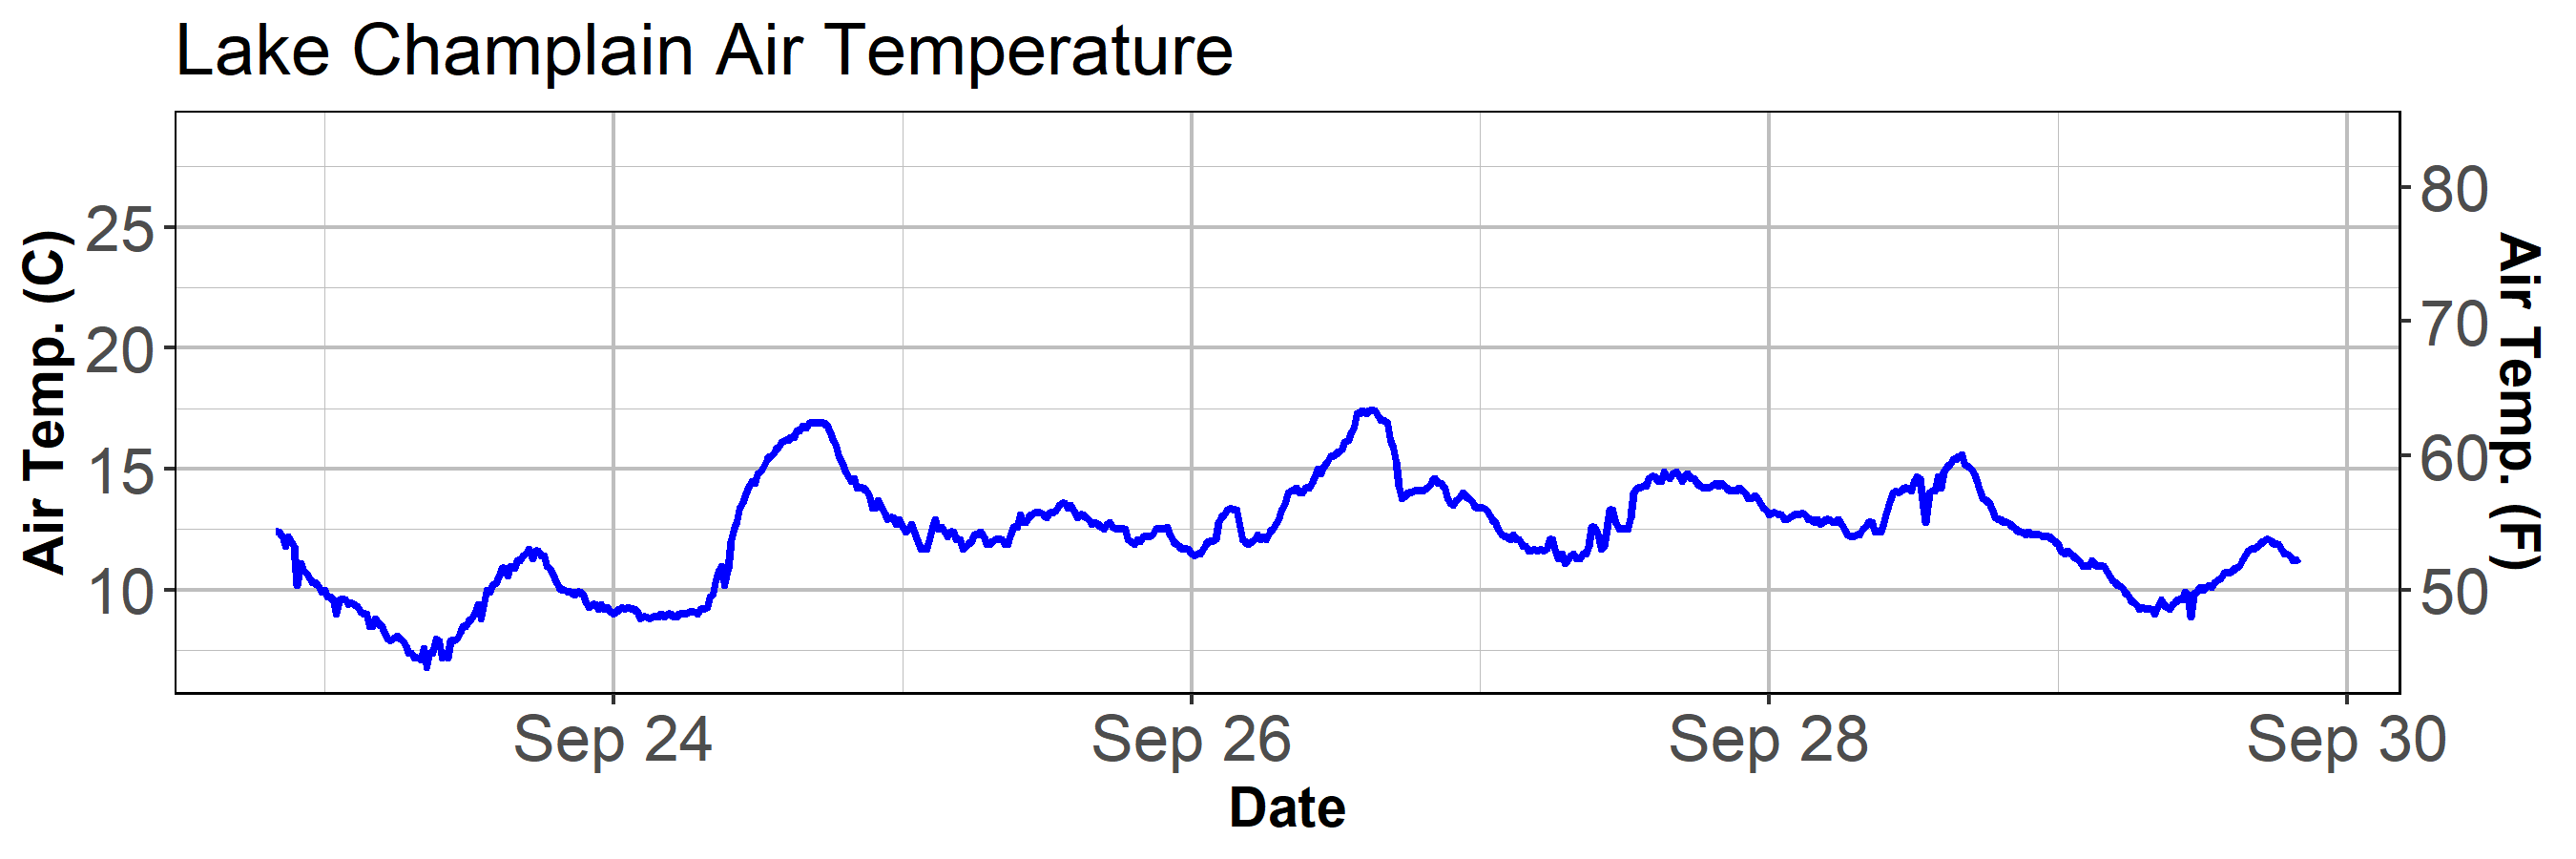 Lake Champlain Air Temperature
Air Temp. (C)
25
20
15
10
80
70
60
50
Air Temp. (F)
Sep 24 Sep 26 Sep 28 Sep 30
Date